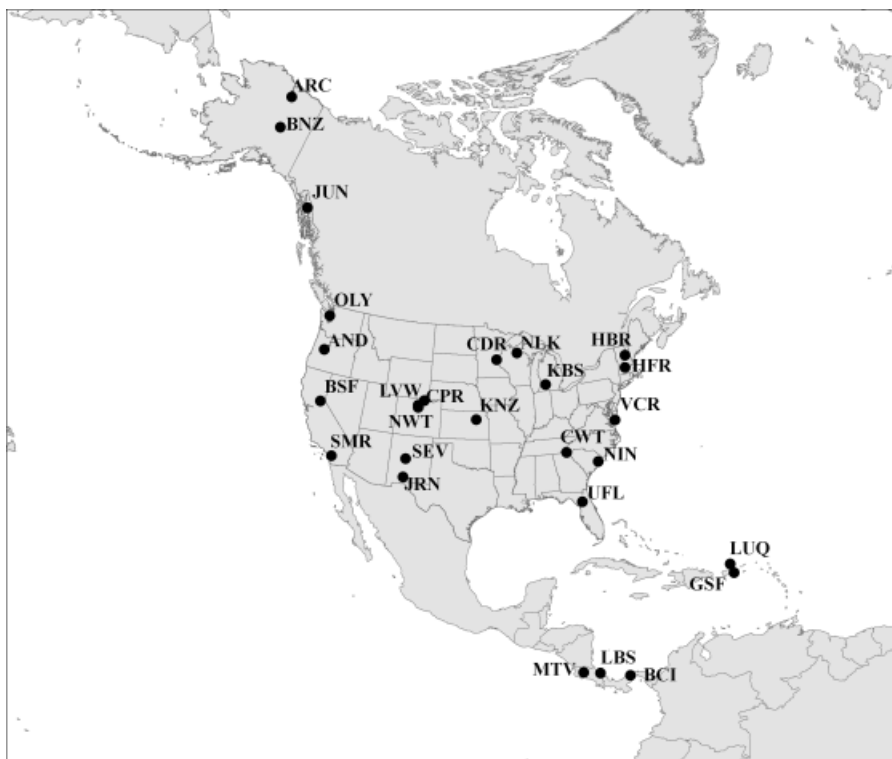 ARC
BNZ
JUN
OLY
AND
CDR
NLK
HBR
HFR
KBS
BSF
LVW
CPR
NWT
KNZ
VCR
SMR
SEV
CWT
NIN
JRN
UFL
LUQ
GSF
MTV
LBS
BCI